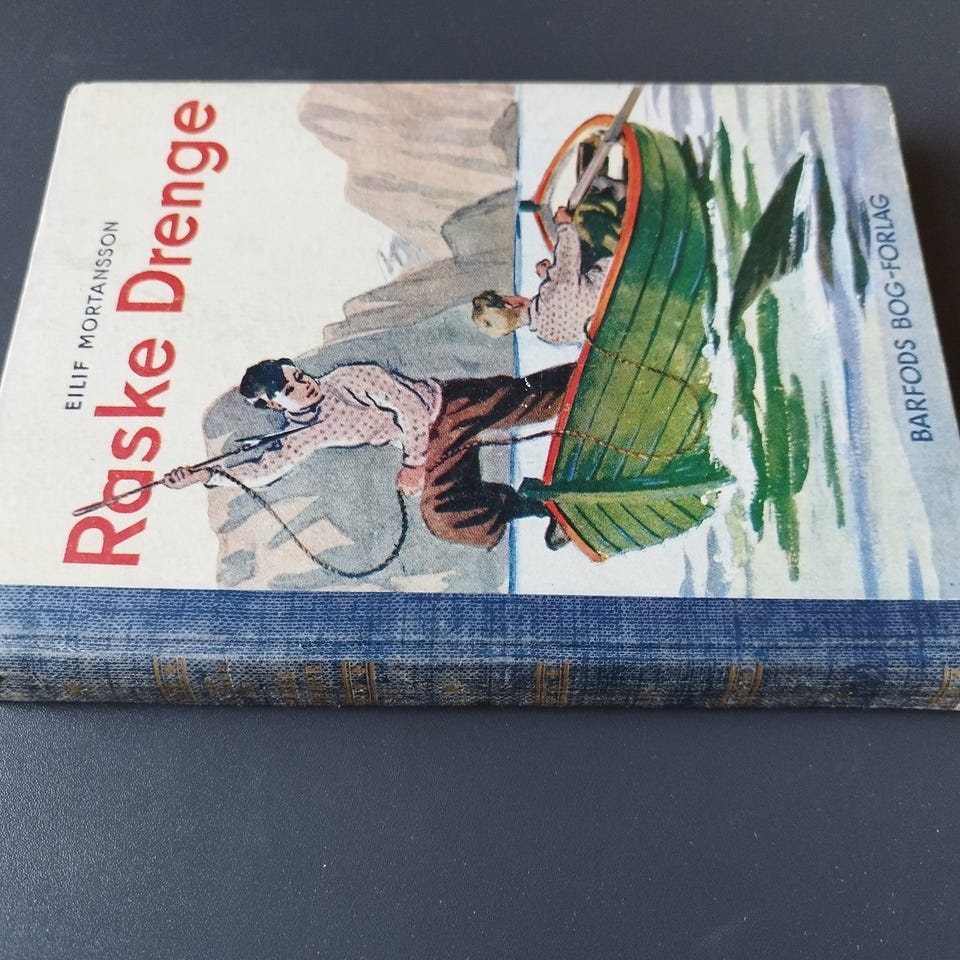 EILIF MORTANSSON
Raske Drenge
BARFODS BOG-FORLAG